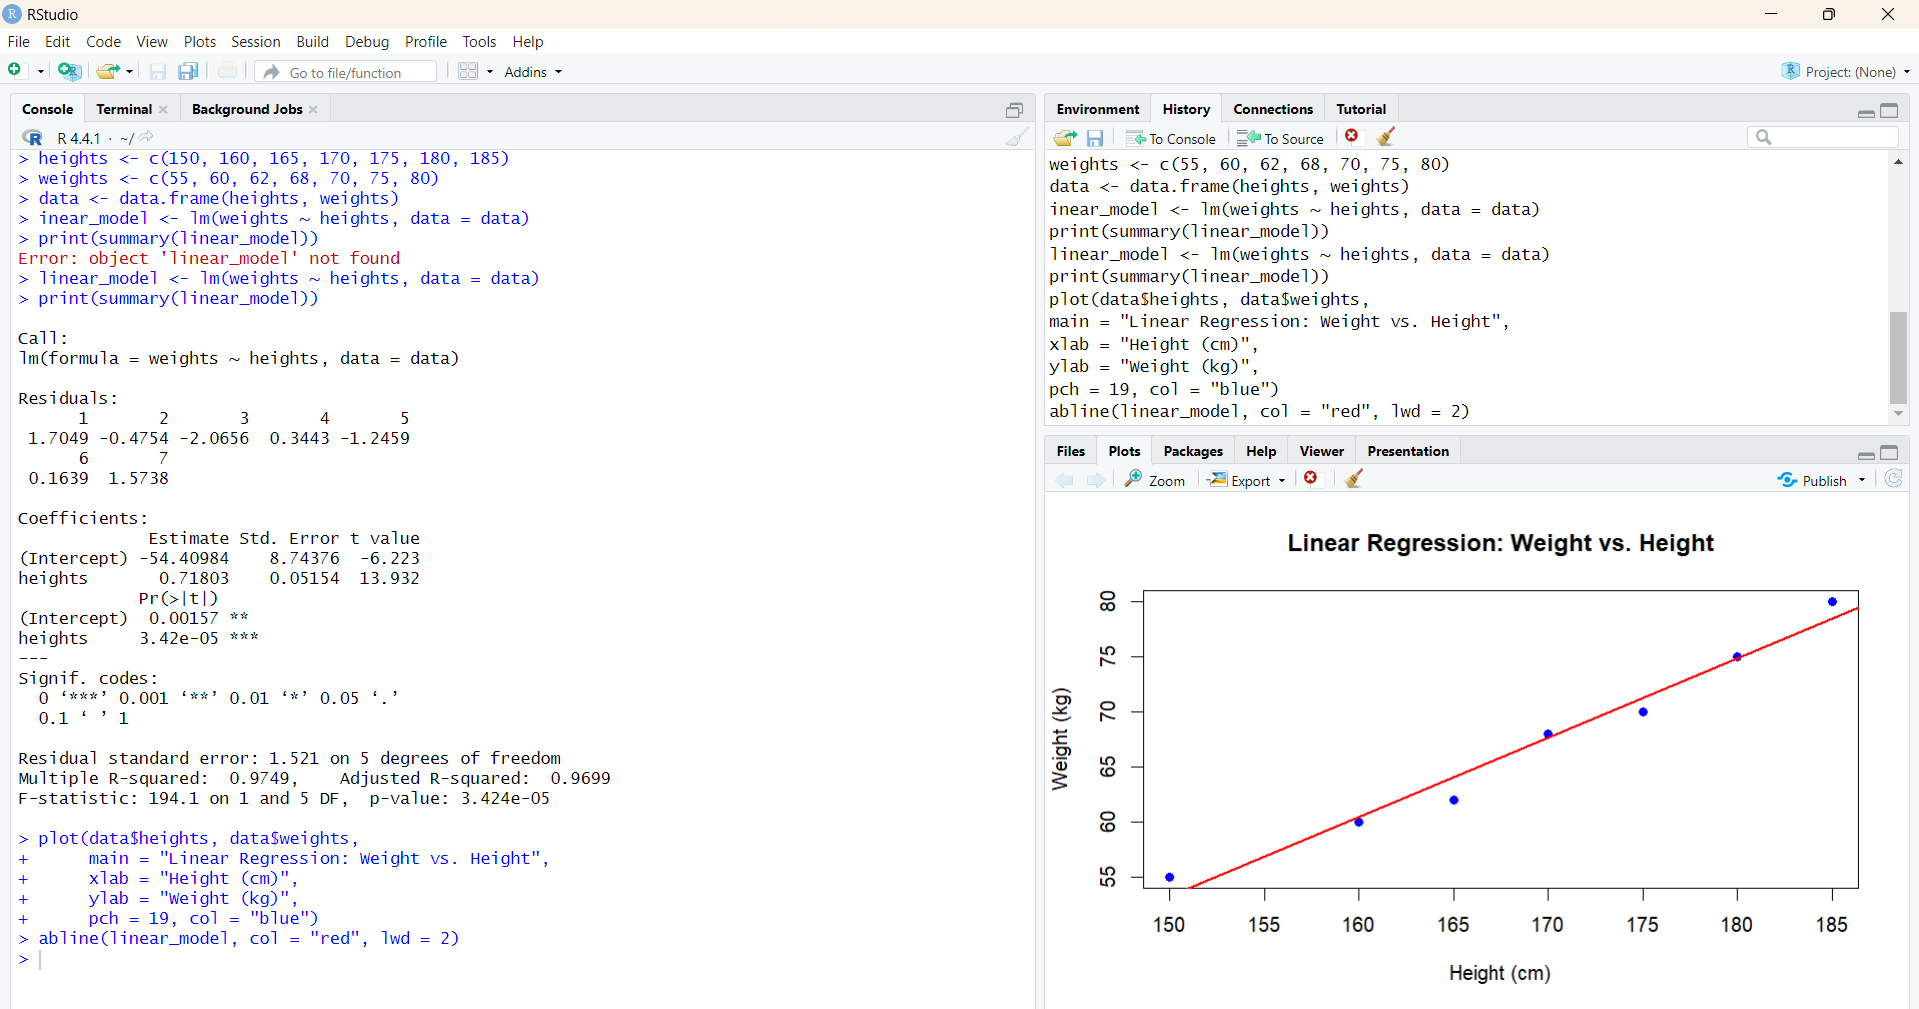 RStudio
File Edit Code View Plots Session Build Debug Profile Tools Help
Go to file/function Addins Project: (None)
Console Terminal Background Jobs
R 4.4.1 · ~/
> heights <- c(150, 160, 165, 170, 175, 180, 185)
> weights <- c(55, 60, 62, 68, 70, 75, 80)
> data <- data.frame(heights, weights)
> inear_model <- lm(weights ~ heights, data = data)
> print(summary(linear_model))
Error: object 'linear_model' not found
> linear_model <- lm(weights ~ heights, data = data)
> print(summary(linear_model))
Call:
lm(formula = weights ~ heights, data = data)
Residuals:
1 2 3 4 5
1.7049 -0.4754 -2.0656 0.3443 -1.2459
6 7
0.1639 1.5738
Coefficients:
Estimate Std. Error t value
(Intercept) -54.40984 8.74376 -6.223
heights 0.71803 0.05154 13.932
Pr(>|t|)
(Intercept) 0.00157 **
heights 3.42e-05 ***
---
Signif. codes:
0 ‘***’ 0.001 ‘**’ 0.01 ‘*’ 0.05 ‘.’
0.1 ‘ ’ 1
Residual standard error: 1.521 on 5 degrees of freedom
Multiple R-squared: 0.9749, Adjusted R-squared: 0.9699
F-statistic: 194.1 on 1 and 5 DF, p-value: 3.424e-05
> plot(data$heights, data$weights,
+ main = "Linear Regression: Weight vs. Height",
+ xlab = "Height (cm)",
+ ylab = "Weight (kg)",
+ pch = 19, col = "blue")
> abline(linear_model, col = "red", lwd = 2)
>
Environment History Connections Tutorial
To Console To Source
weights <- c(55, 60, 62, 68, 70, 75, 80)
data <- data.frame(heights, weights)
inear_model <- lm(weights ~ heights, data = data)
print(summary(linear_model))
linear_model <- lm(weights ~ heights, data = data)
print(summary(linear_model))
plot(data$heights, data$weights,
main = "Linear Regression: Weight vs. Height",
xlab = "Height (cm)",
ylab = "Weight (kg)",
pch = 19, col = "blue")
abline(linear_model, col = "red", lwd = 2)
Files Plots Packages Help Viewer Presentation
Zoom Export Publish
Linear Regression: Weight vs. Height
Weight (kg)
80
75
70
65
60
55
150 155 160 165 170 175 180 185
Height (cm)